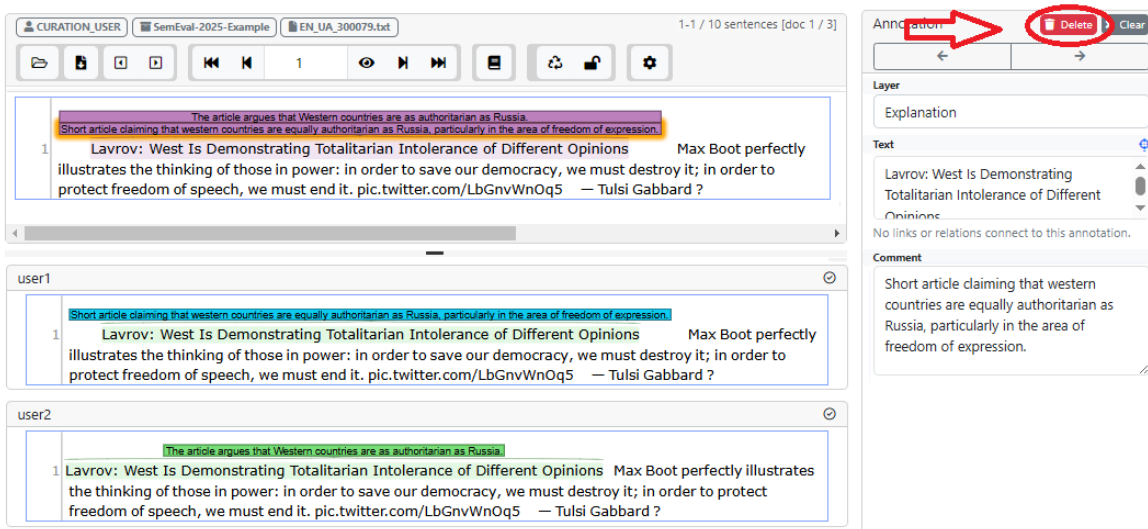 CURATION_USER SemEval-2025-Example EN_UA_300079.txt 1-1 / 10 sentences [doc 1 / 3]
1
The article argues that Western countries are as authoritarian as Russia.
Short article claiming that western countries are equally authoritarian as Russia, particularly in the area of freedom of expression.
1 Lavrov: West Is Demonstrating Totalitarian Intolerance of Different Opinions Max Boot perfectly
illustrates the thinking of those in power: in order to save our democracy, we must destroy it; in order to
protect freedom of speech, we must end it. pic.twitter.com/LbGnvWnOq5 — Tulsi Gabbard ?
user1
Short article claiming that western countries are equally authoritarian as Russia, particularly in the area of freedom of expression.
1 Lavrov: West Is Demonstrating Totalitarian Intolerance of Different Opinions Max Boot perfectly
illustrates the thinking of those in power: in order to save our democracy, we must destroy it; in order to
protect freedom of speech, we must end it. pic.twitter.com/LbGnvWnOq5 — Tulsi Gabbard ?
user2
The article argues that Western countries are as authoritarian as Russia.
1 Lavrov: West Is Demonstrating Totalitarian Intolerance of Different Opinions Max Boot perfectly illustrates
the thinking of those in power: in order to save our democracy, we must destroy it; in order to protect
freedom of speech, we must end it. pic.twitter.com/LbGnvWnOq5 — Tulsi Gabbard ?
Annotation Delete Clear
Layer
Explanation
Text
Lavrov: West Is Demonstrating
Totalitarian Intolerance of Different
Opinions
No links or relations connect to this annotation.
Comment
Short article claiming that western
countries are equally authoritarian as
Russia, particularly in the area of
freedom of expression.